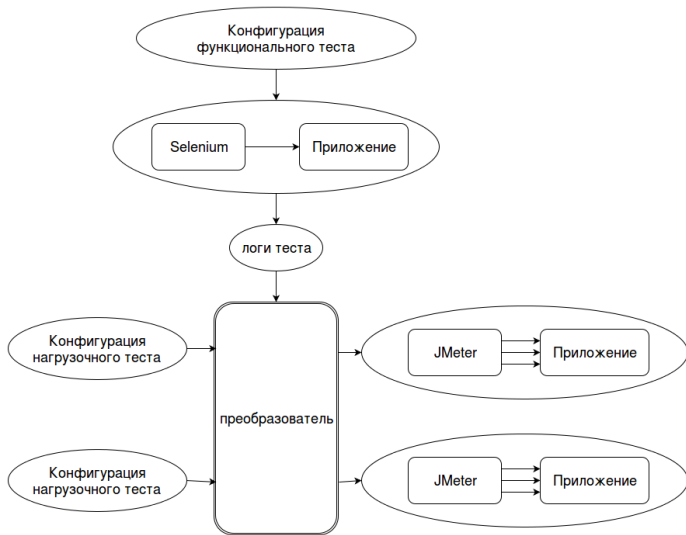 Конфигурация
функционального теста
Selenium
Приложение
логи теста
Конфигурация
нагрузочного теста
преобразователь
JMeter
Приложение
Конфигурация
нагрузочного теста
JMeter
Приложение